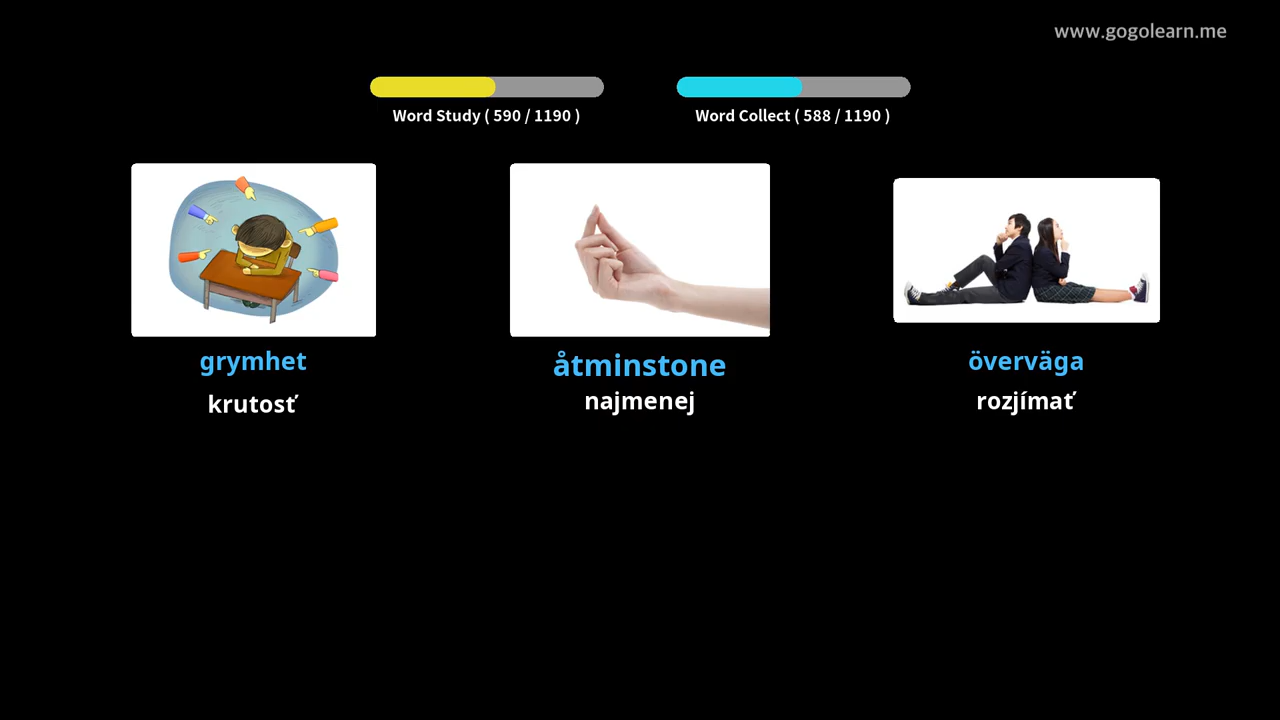 www.gogolearn.me
Word Study ( 590 / 1190 )
Word Collect ( 588 / 1190 )
grymhet
krutosť
åtminstone
najmenej
överväga
rozjímať